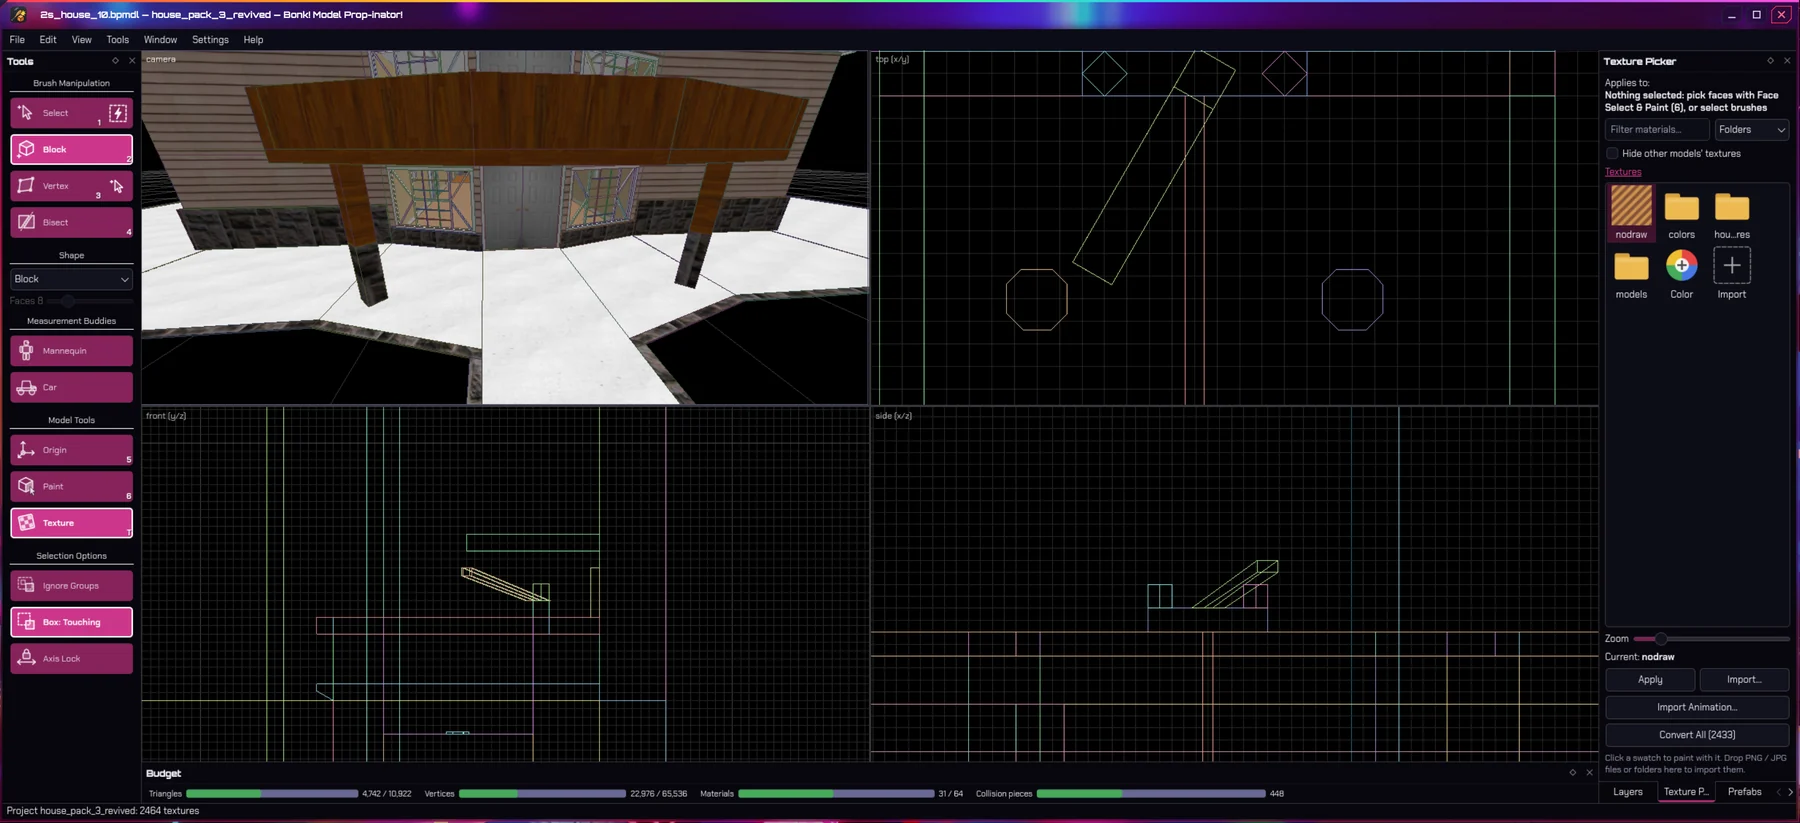 2s_house_10.bpmdl — house_pack_3_revived — Bonk! Model Prop-inator!
File Edit View Tools Window Settings Help
Tools
Brush Manipulation
Select 1
Block 2
Vertex 3
Bisect 4
Shape
Block
Faces 8
Measurement Buddies
Mannequin
Car
Model Tools
Origin 5
Paint 6
Texture T
Selection Options
Ignore Groups
Box: Touching
Axis Lock
camera
top (x/y)
front (y/z)
side (x/z)
Budget
Triangles 4,742 / 10,922 Vertices 22,976 / 65,536 Materials 31 / 64 Collision pieces 448
Project house_pack_3_revived: 2464 textures
Texture Picker
Applies to:
Nothing selected: pick faces with Face
Select & Paint (6), or select brushes
Filter materials... Folders
Hide other models' textures
Textures
nodraw colors hou...res
models Color Import
Zoom
Current: nodraw
Apply Import...
Import Animation...
Convert All (2433)
Click a swatch to paint with it. Drop PNG / JPG
files or folders here to import them.
Layers Texture P... Prefabs